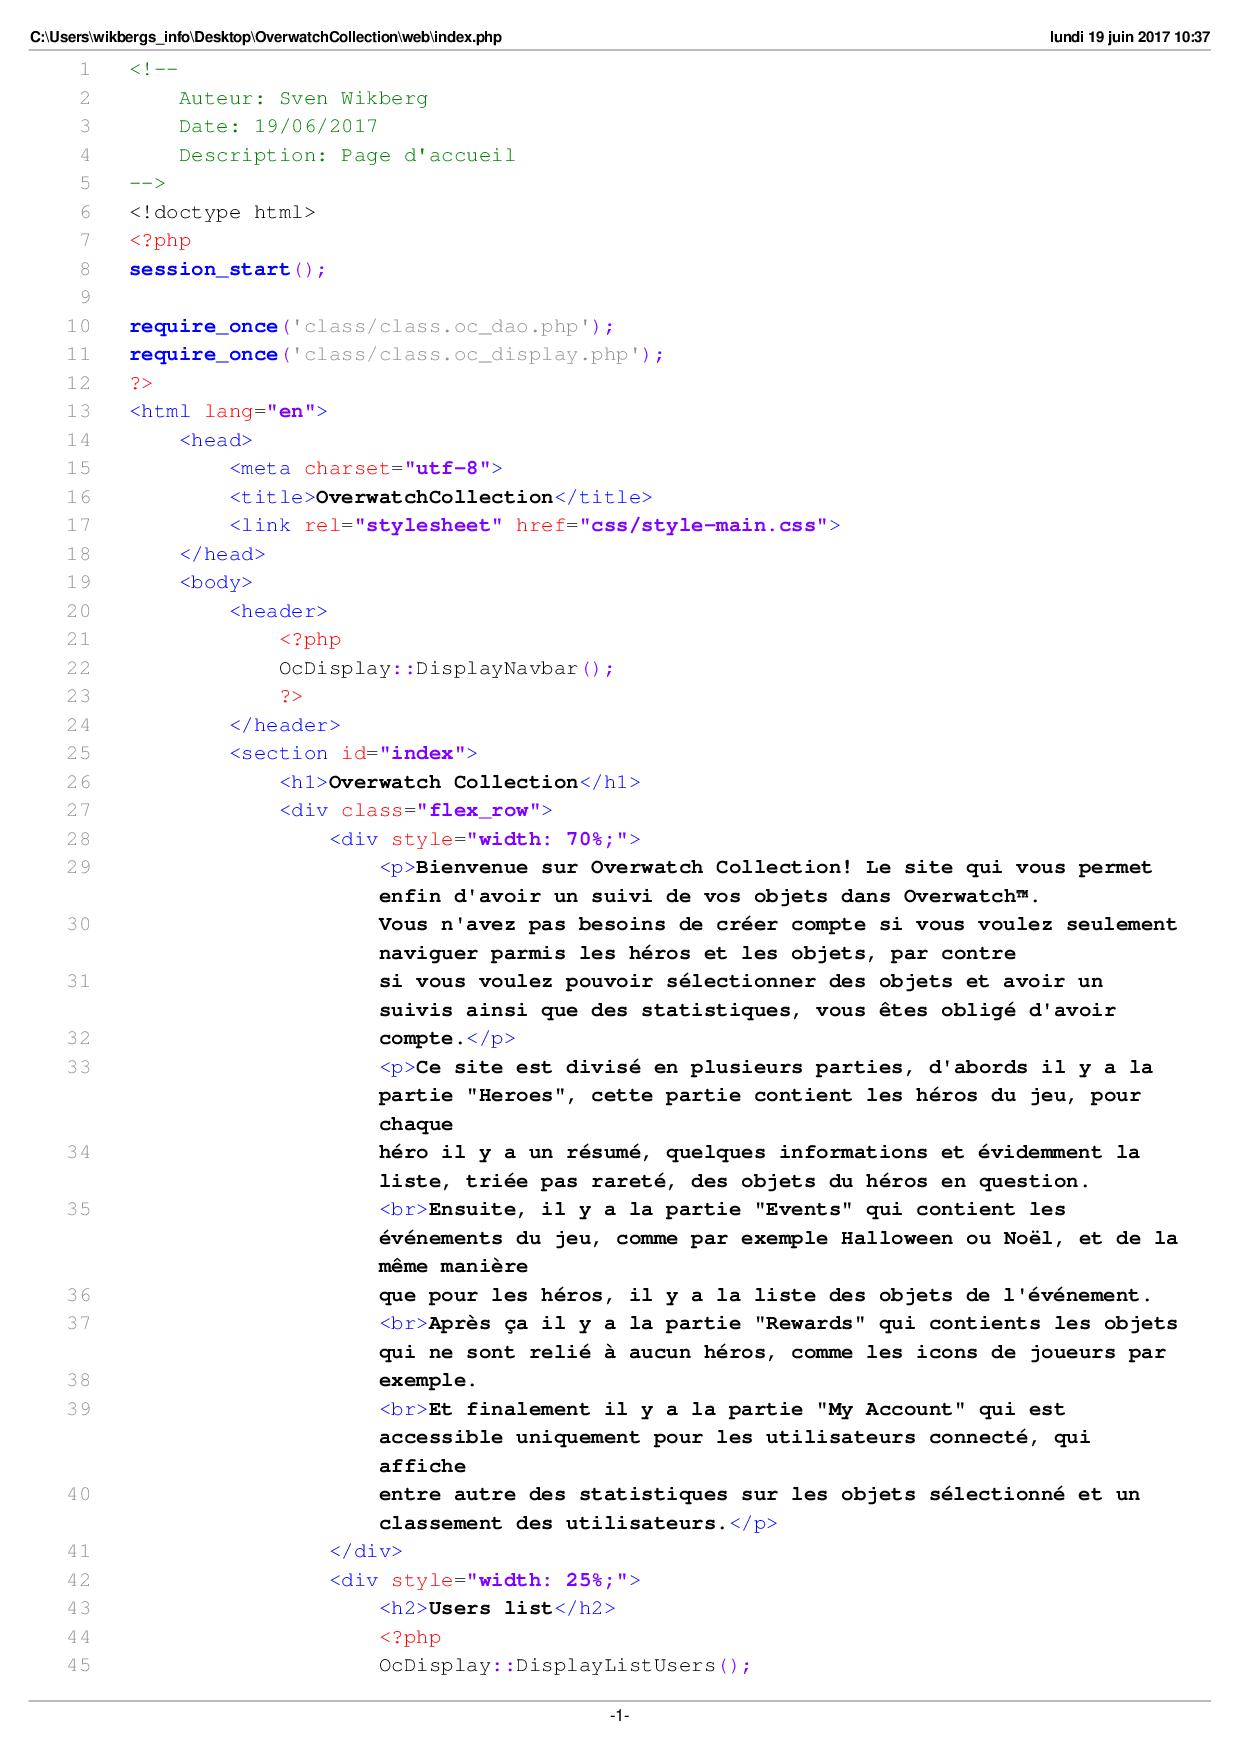 C:\Users\wikbergs_info\Desktop\OverwatchCollection\web\index.php lundi 19 juin 2017 10:37
1 <!--
2 Auteur: Sven Wikberg
3 Date: 19/06/2017
4 Description: Page d'accueil
5 -->
6 <!doctype html>
7 <?php
8 session_start();
9
10 require_once('class/class.oc_dao.php');
11 require_once('class/class.oc_display.php');
12 ?>
13 <html lang="en">
14 <head>
15 <meta charset="utf-8">
16 <title>OverwatchCollection</title>
17 <link rel="stylesheet" href="css/style-main.css">
18 </head>
19 <body>
20 <header>
21 <?php
22 OcDisplay::DisplayNavbar();
23 ?>
24 </header>
25 <section id="index">
26 <h1>Overwatch Collection</h1>
27 <div class="flex_row">
28 <div style="width: 70%;">
29 <p>Bienvenue sur Overwatch Collection! Le site qui vous permet
enfin d'avoir un suivi de vos objets dans Overwatch™.
30 Vous n'avez pas besoins de créer compte si vous voulez seulement
naviguer parmis les héros et les objets, par contre
31 si vous voulez pouvoir sélectionner des objets et avoir un
suivis ainsi que des statistiques, vous êtes obligé d'avoir
32 compte.</p>
33 <p>Ce site est divisé en plusieurs parties, d'abords il y a la
partie "Heroes", cette partie contient les héros du jeu, pour
chaque
34 héro il y a un résumé, quelques informations et évidemment la
liste, triée pas rareté, des objets du héros en question.
35 <br>Ensuite, il y a la partie "Events" qui contient les
événements du jeu, comme par exemple Halloween ou Noël, et de la
même manière
36 que pour les héros, il y a la liste des objets de l'événement.
37 <br>Après ça il y a la partie "Rewards" qui contients les objets
qui ne sont relié à aucun héros, comme les icons de joueurs par
38 exemple.
39 <br>Et finalement il y a la partie "My Account" qui est
accessible uniquement pour les utilisateurs connecté, qui
affiche
40 entre autre des statistiques sur les objets sélectionné et un
classement des utilisateurs.</p>
41 </div>
42 <div style="width: 25%;">
43 <h2>Users list</h2>
44 <?php
45 OcDisplay::DisplayListUsers();
-1-